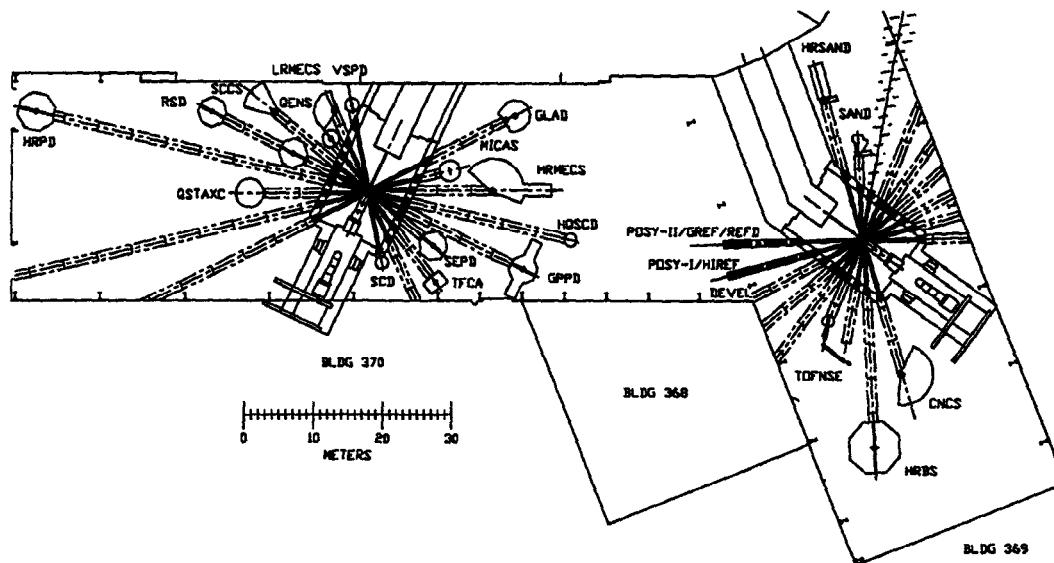 LRMECS VSPD
SCCS
RSD
QENS
HRPD
GLAD
MICAS
HRMECS
QSTAXC
HQSCD
SEPD
SCD
TFCA
GPPD
HRSAND
SAND
POSY-II/GREF/REFD
POSY-I/HIREF
DEVEL
TOFNSE
CNCS
HRBS
BLDG 370
BLDG 368
BLDG 369
0 10 20 30
METERS